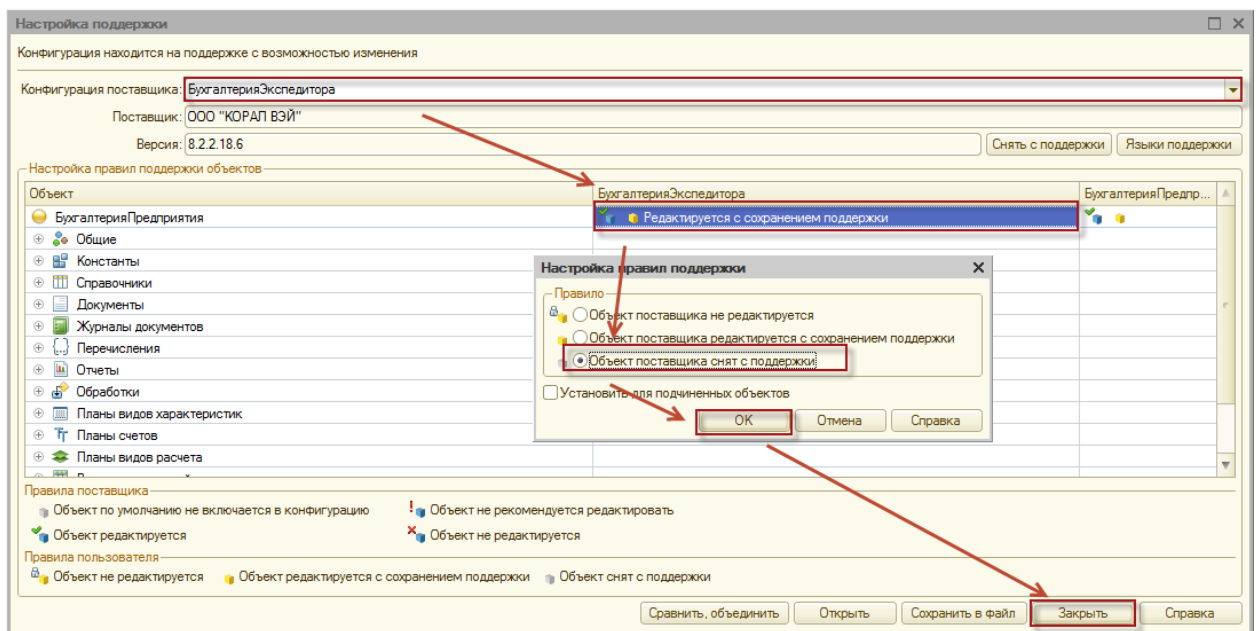 Настройка поддержки
Конфигурация находится на поддержке с возможностью изменения
Конфигурация поставщика: БухгалтерияЭкспедитора
Поставщик: ООО "КОРАЛ ВЭЙ"
Версия: 8.2.2.18.6 Снять с поддержки Языки поддержки
Настройка правил поддержки объектов
Объект БухгалтерияЭкспедитора БухгалтерияПредпр...
БухгалтерияПредприятия Редактируется с сохранением поддержки
Общие
Константы
Справочники
Документы
Журналы документов
Перечисления
Отчеты
Обработки
Планы видов характеристик
Планы счетов
Планы видов расчета
Настройка правил поддержки
Правило
Объект поставщика не редактируется
Объект поставщика редактируется с сохранением поддержки
Объект поставщика снят с поддержки
Установить для подчиненных объектов
OK Отмена Справка
Правила поставщика
Объект по умолчанию не включается в конфигурацию Объект не рекомендуется редактировать
Объект редактируется Объект не редактируется
Правила пользователя
Объект не редактируется Объект редактируется с сохранением поддержки Объект снят с поддержки
Сравнить, объединить Открыть Сохранить в файл Закрыть Справка